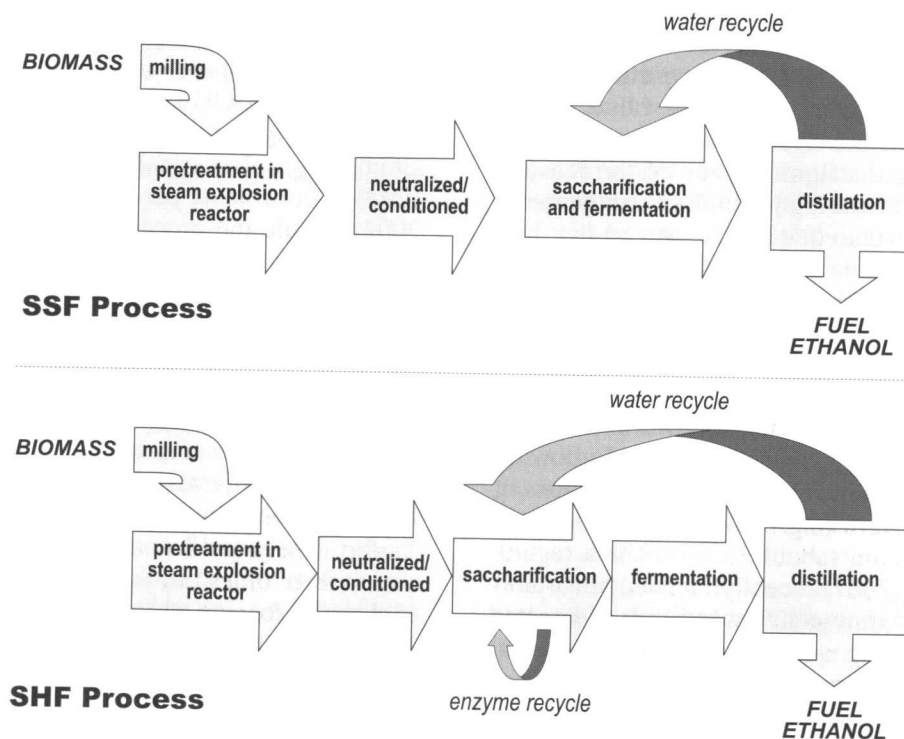 water recycle
BIOMASS
milling
pretreatment in
steam explosion
reactor
neutralized/
conditioned
saccharification
and fermentation
distillation
SSF Process
FUEL
ETHANOL
water recycle
BIOMASS
milling
pretreatment in
steam explosion
reactor
neutralized/
conditioned
saccharification
fermentation
distillation
enzyme recycle
SHF Process
FUEL
ETHANOL